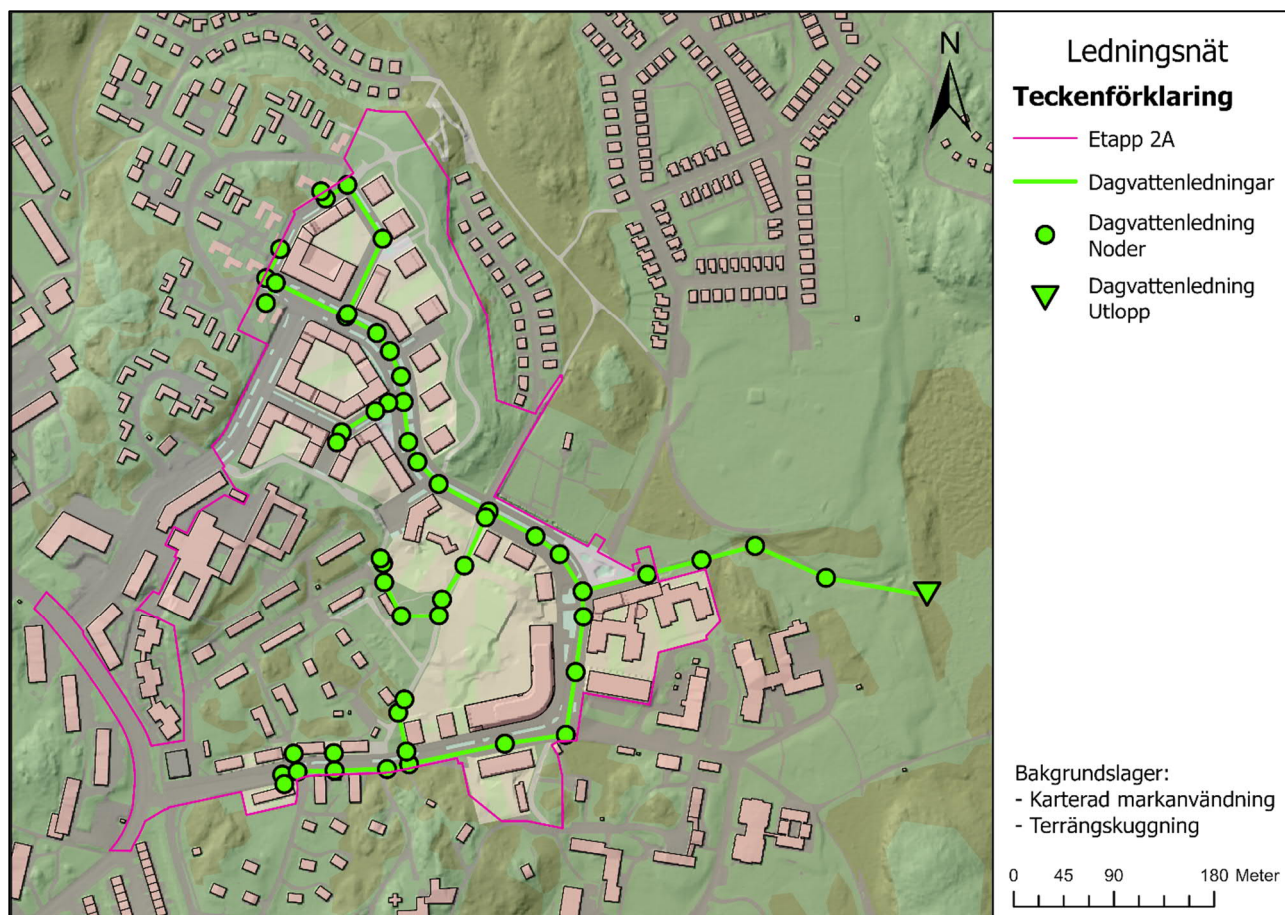 N
Ledningsnät
Teckenförklaring
Etapp 2A
Dagvattenledningar
Dagvattenledning
Noder
Dagvattenledning
Utlopp
Bakgrundslager:
- Karterad markanvändning
- Terrängskuggning
0 45 90 180 Meter